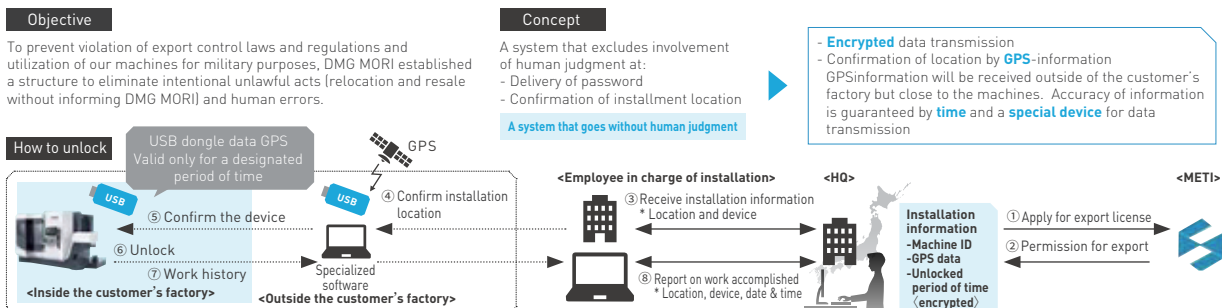 Objective
To prevent violation of export control laws and regulations and
utilization of our machines for military purposes, DMG MORI established
a structure to eliminate intentional unlawful acts (relocation and resale
without informing DMG MORI) and human errors.
Concept
A system that excludes involvement
of human judgment at:
- Delivery of password
- Confirmation of installment location
A system that goes without human judgment
- Encrypted data transmission
- Confirmation of location by GPS-information
GPSinformation will be received outside of the customer's
factory but close to the machines. Accuracy of information
is guaranteed by time and a special device for data
transmission
How to unlock
USB dongle data GPS
Valid only for a designated
period of time
GPS
USB
USB
④ Confirm installation
location
⑤ Confirm the device
⑥ Unlock
⑦ Work history
Specialized
software
<Inside the customer's factory>
<Outside the customer's factory>
<Employee in charge of installation>
③ Receive installation information
* Location and device
⑧ Report on work accomplished
* Location, device, date & time
<HQ>
Installation
information
-Machine ID
-GPS data
-Unlocked
period of time
〈encrypted〉
① Apply for export license
② Permission for export
<METI>